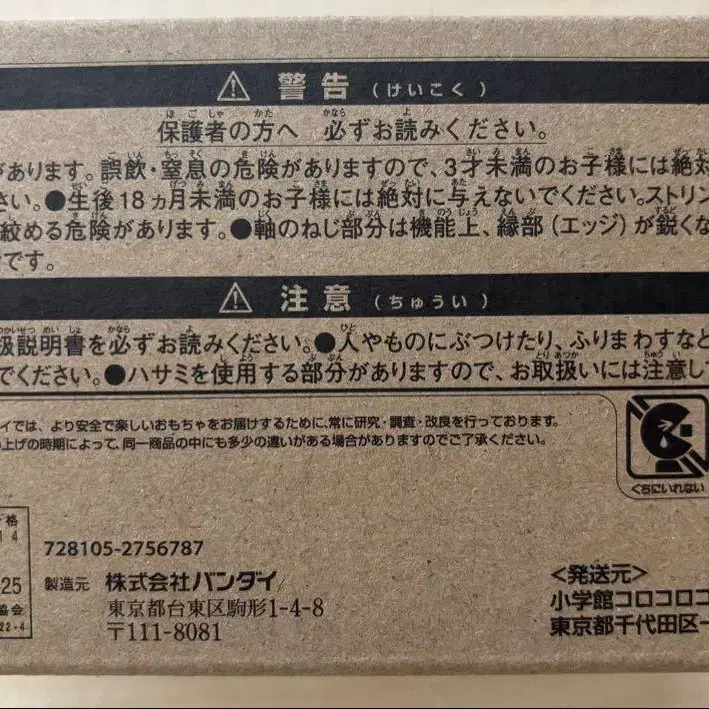 ⚠ 警告（けいこく）
保護者の方へ 必ずお読みください。
があります。誤飲・窒息の危険がありますので、3才未満のお子様には絶対
さい。●生後18ヵ月未満のお子様には絶対に与えないでください。ストリン
絞める危険があります。●軸のねじ部分は機能上、縁部（エッジ）が鋭くな
です。
⚠ 注意（ちゅうい）
扱説明書を必ずお読みください。●人やものにぶつけたり、ふりまわすなど
でください。●ハサミを使用する部分がありますので、お取扱いには注意して
イでは、より安全で楽しいおもちゃをお届けするために、常に研究・調査・改良を行っております。
上げの時期によって、同一商品の中にも多少の違いがある場合がありますのでご了承ください。
くちにいれない
格
14
25
協会
22.4
728105-2756787
製造元 株式会社バンダイ
東京都台東区駒形1-4-8
〒111-8081
＜発送元＞
小学館コロコロコ
東京都千代田区一